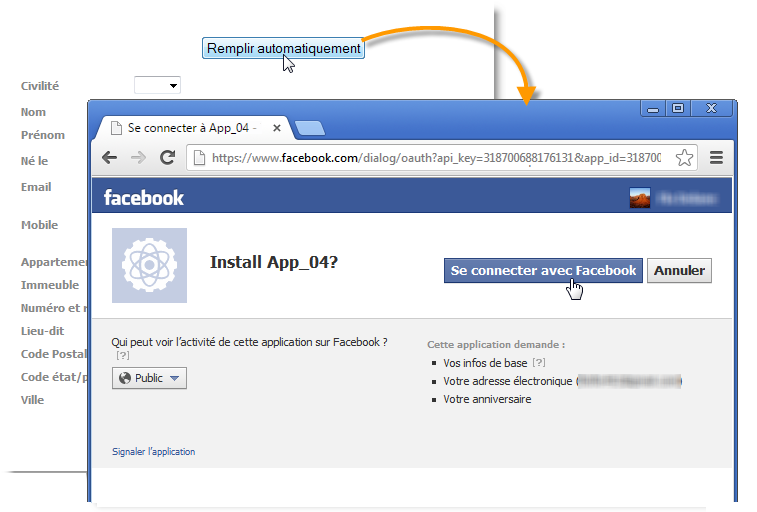 Remplir automatiquement
Civilité
Nom
Prénom
Né le
Email
Mobile
Appartemen
Immeuble
Numéro et r
Lieu-dit
Code Postal
Code état/p
Ville
Se connecter à App_04 -
https://www.facebook.com/dialog/oauth?api_key=318700688176131&app_id=318700
facebook
Install App_04?
Se connecter avec Facebook
Annuler
Qui peut voir l'activité de cette application sur Facebook ?
[?]
Public
Signaler l'application
Cette application demande :
Vos infos de base [?]
Votre adresse électronique (
Votre anniversaire